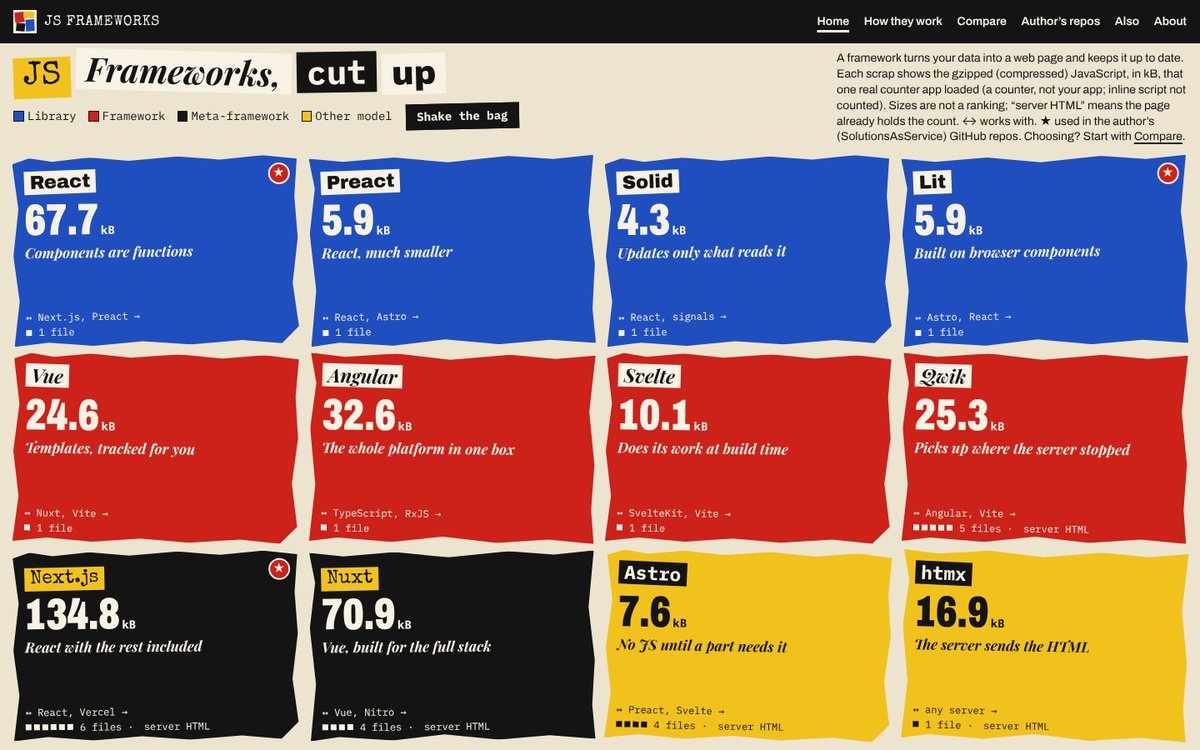 JS FRAMEWORKS
Home How they work Compare Author's repos Also About
JS Frameworks, cut up
Library Framework Meta-framework Other model Shake the bag
A framework turns your data into a web page and keeps it up to date.
Each scrap shows the gzipped (compressed) JavaScript, in kB, that
one real counter app loaded (a counter, not your app; inline script not
counted). Sizes are not a ranking; “server HTML” means the page
already holds the count. ↔ works with. ★ used in the author's
(SolutionsAsService) GitHub repos. Choosing? Start with Compare.
React
67.7 kB
Components are functions
↔ Next.js, Preact →
1 file
Preact
5.9 kB
React, much smaller
↔ React, Astro →
1 file
Solid
4.3 kB
Updates only what reads it
↔ React, signals →
1 file
Lit
5.9 kB
Built on browser components
↔ Astro, React →
1 file
Vue
24.6 kB
Templates, tracked for you
↔ Nuxt, Vite →
1 file
Angular
32.6 kB
The whole platform in one box
↔ TypeScript, RxJS →
1 file
Svelte
10.1 kB
Does its work at build time
↔ SvelteKit, Vite →
1 file
Qwik
25.3 kB
Picks up where the server stopped
↔ Angular, Vite →
5 files · server HTML
Next.js
134.8 kB
React with the rest included
↔ React, Vercel →
6 files · server HTML
Nuxt
70.9 kB
Vue, built for the full stack
↔ Vue, Nitro →
4 files · server HTML
Astro
7.6 kB
No JS until a part needs it
↔ Preact, Svelte →
4 files · server HTML
htmx
16.9 kB
The server sends the HTML
↔ any server →
1 file · server HTML